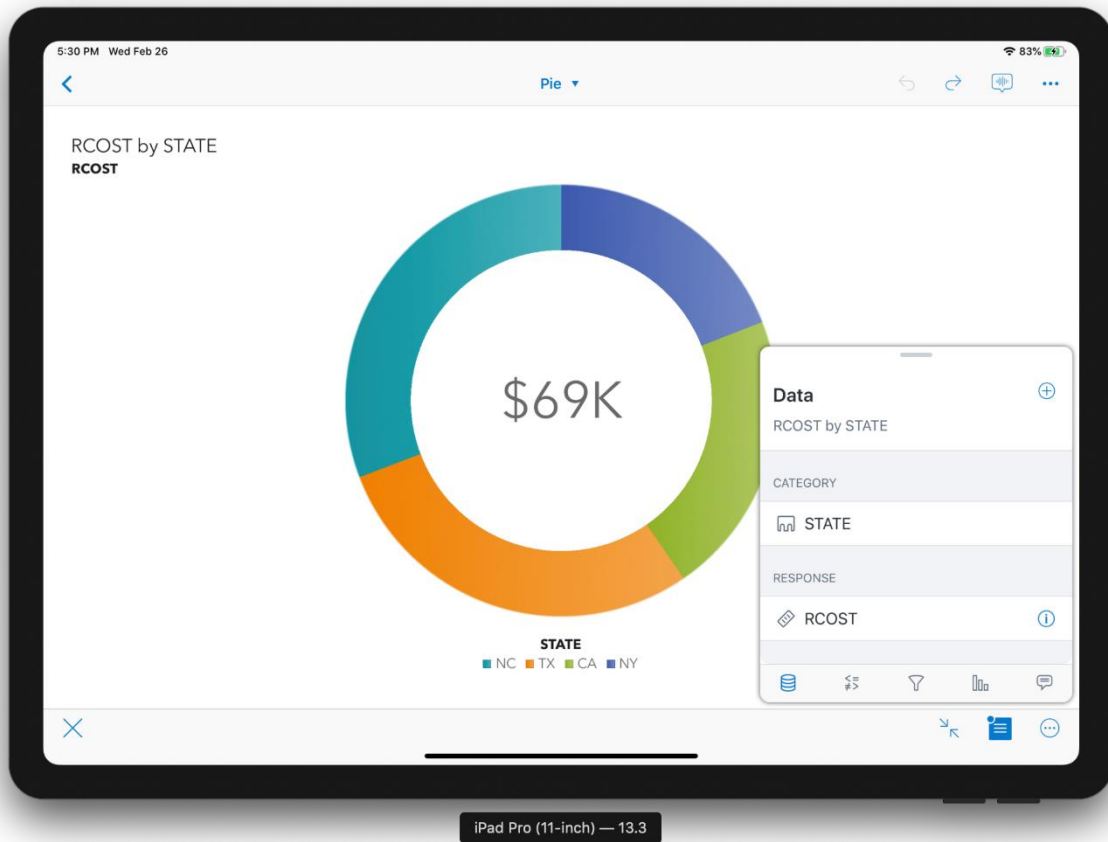 5:30 PM Wed Feb 26
83%
Pie
RCOST by STATE
RCOST
$69K
STATE
NC TX CA NY
Data
RCOST by STATE
CATEGORY
STATE
RESPONSE
RCOST
iPad Pro (11-inch) — 13.3